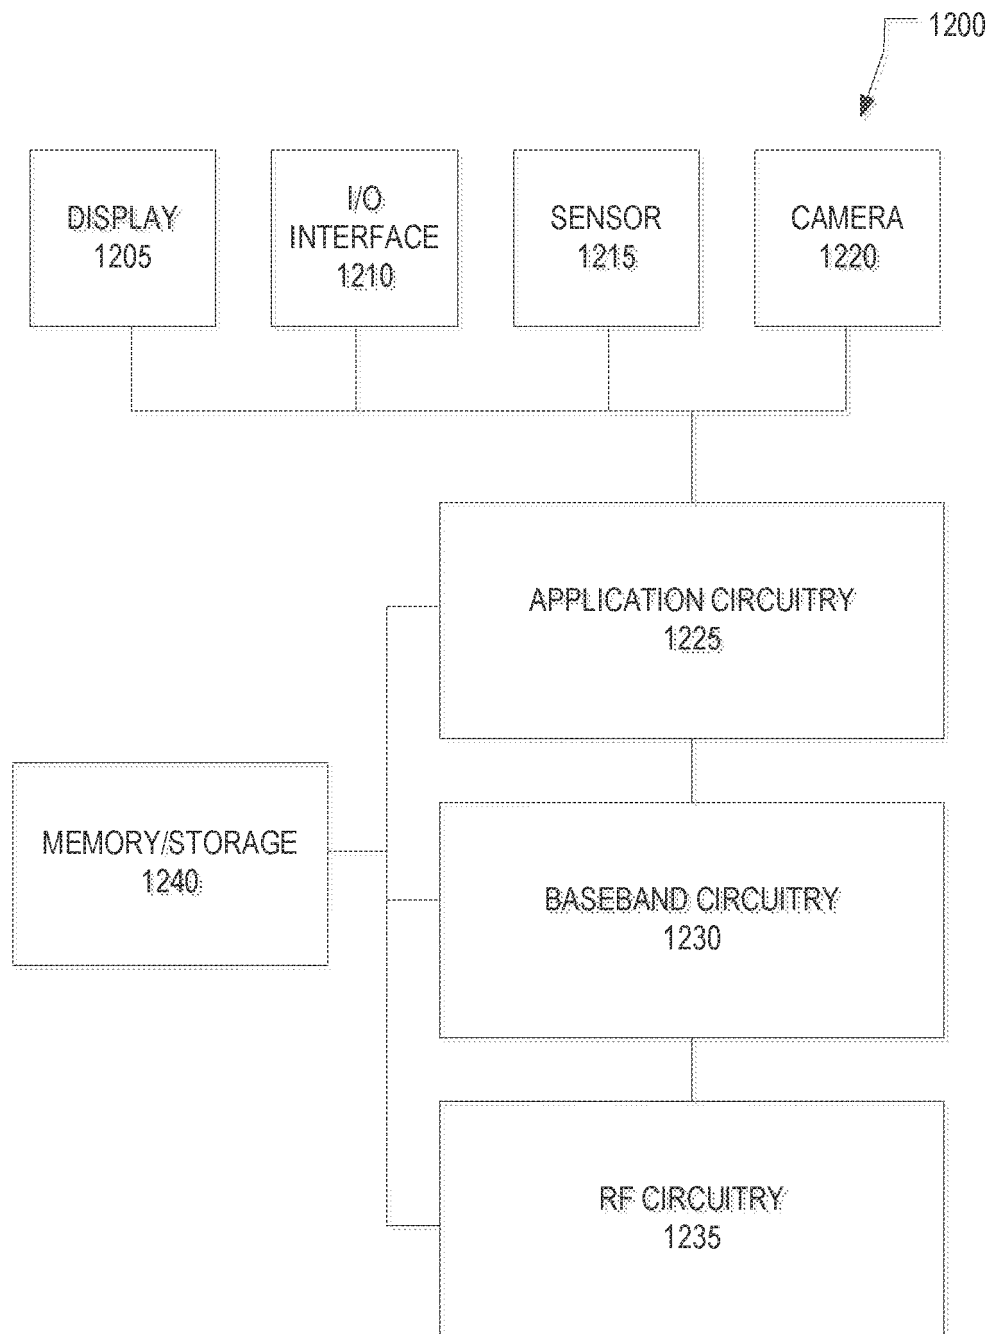 1200
DISPLAY
1205
I/O
INTERFACE
1210
SENSOR
1215
CAMERA
1220
APPLICATION CIRCUITRY
1225
MEMORY/STORAGE
1240
BASEBAND CIRCUITRY
1230
RF CIRCUITRY
1235